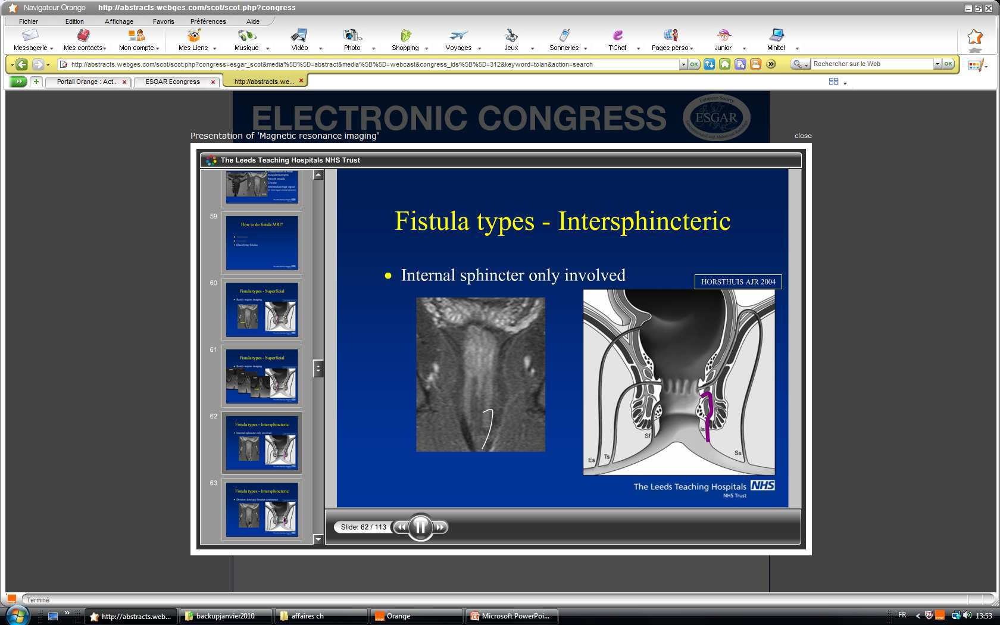 Navigateur Orange http://abstracts.webges.com/scot/scot.php?congress
Fichier Edition Affichage Favoris Préférences Aide
Messagerie Mes contacts Mon compte Mes Liens Musique Vidéo Photo Shopping Voyages Jeux Sonneries T'Chat Pages perso Junior Minitel
http://abstracts.webges.com/scot/scot.php?congress=esgar_scot&media%5B%5D=abstract&media%5B%5D=webcast&congress_ids%5B%5D=312&keyword=tolan&action=search OK Rechercher sur le Web OK
Portail Orange : Act.. ESGAR Econgress http://abstracts.we...
ELECTRONIC CONGRESS
European Society
ESGAR
Presentation of 'Magnetic resonance imaging' close
The Leeds Teaching Hospitals NHS Trust
59
How to do fistula MRI?
Classifying fistulas
60
Fistula types - Superficial
Rarely requires imaging
61
Fistula types - Superficial
Rarely requires imaging
62
Fistula types - Intersphincteric
Internal sphincter only involved
63
Fistula types - Intersphincteric
Division does not threaten continence
Fistula types - Intersphincteric
Internal sphincter only involved
HORSTHUIS AJR 2004
Es Ts Sf Is Ss
The Leeds Teaching Hospitals NHS
NHS Trust
Slide: 62 / 113
Terminé
http://abstracts.web... backupjanvier2010 affaires ch Orange Microsoft PowerPoi... FR 13:53